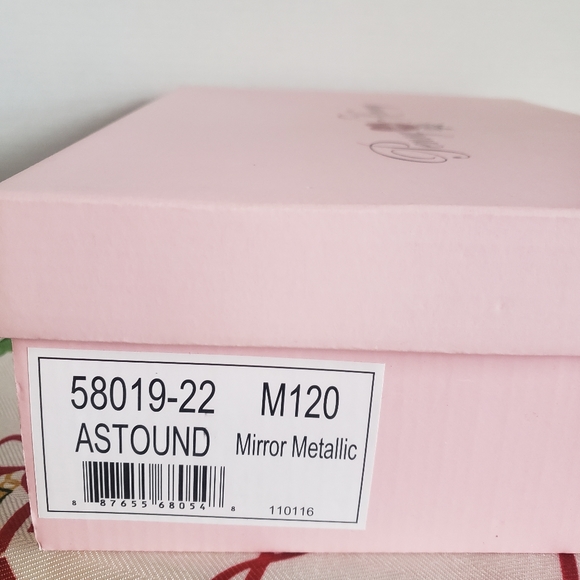 58019-22 M120
ASTOUND Mirror Metallic
8 87655 68054 8 110116